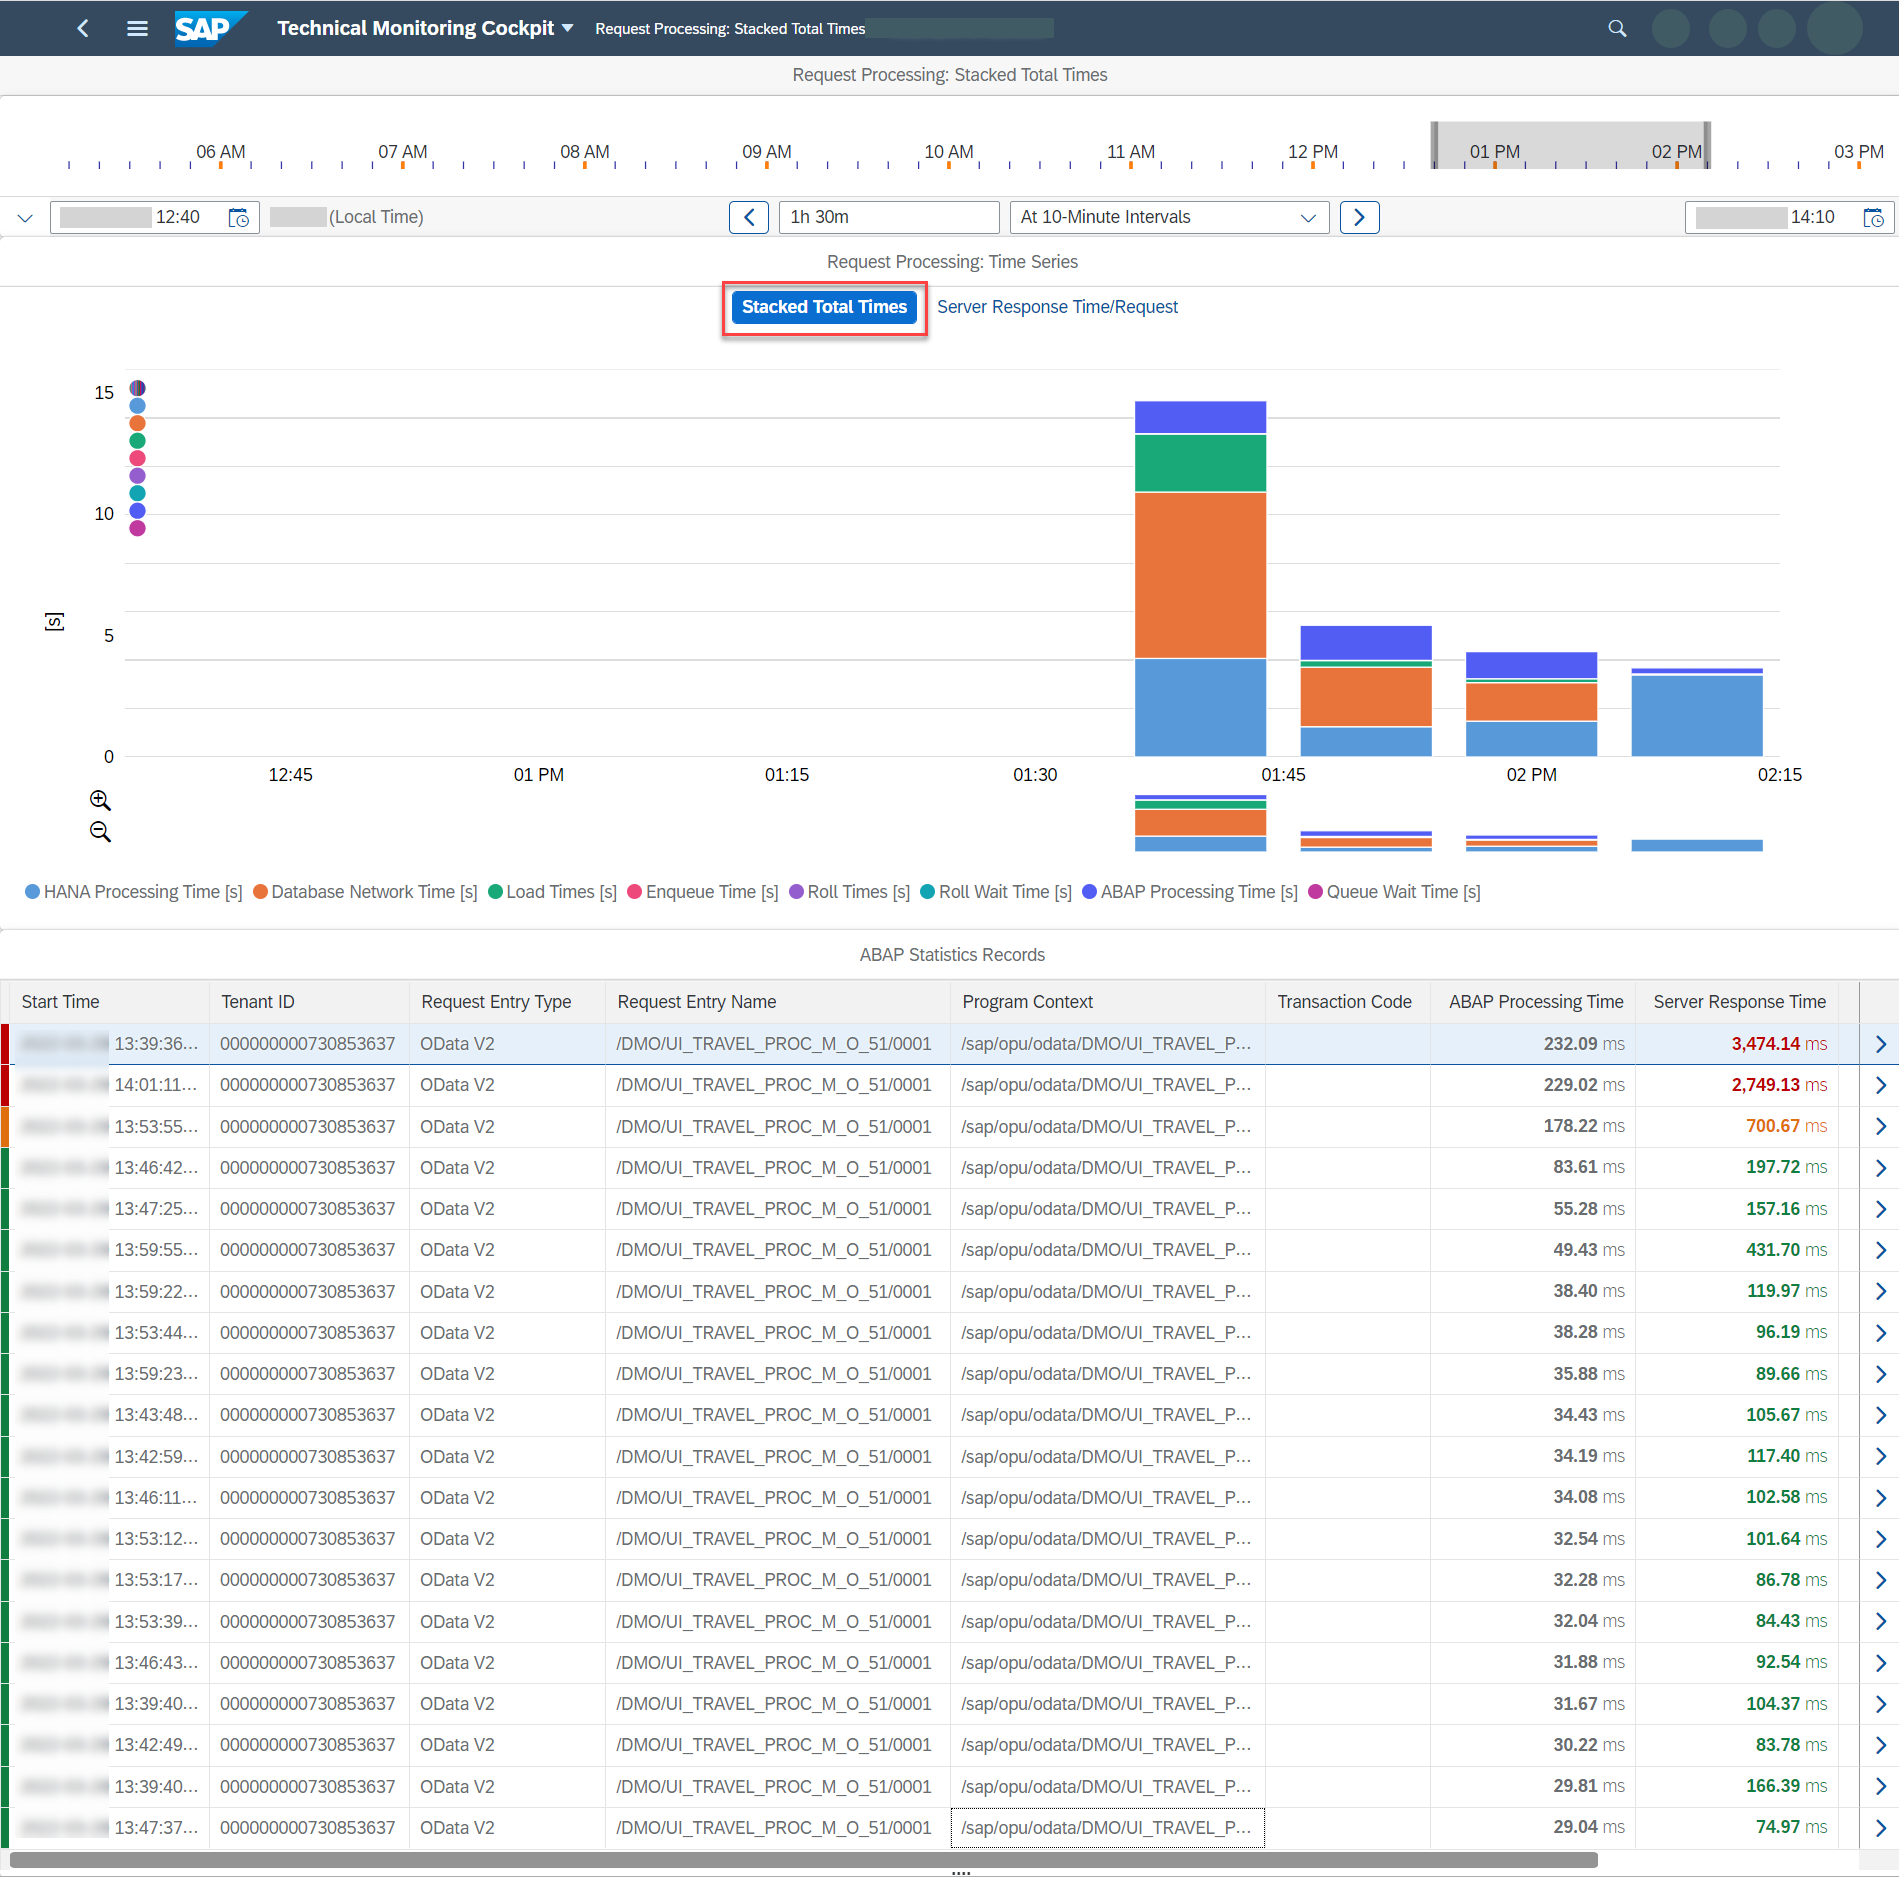 SAP Technical Monitoring Cockpit Request Processing: Stacked Total Times
Request Processing: Stacked Total Times
06 AM 07 AM 08 AM 09 AM 10 AM 11 AM 12 PM 01 PM 02 PM 03 PM
12:40 (Local Time) 1h 30m At 10-Minute Intervals 14:10
Request Processing: Time Series
Stacked Total Times Server Response Time/Request
15
10
[s]
5
0
12:45 01 PM 01:15 01:30 01:45 02 PM 02:15
HANA Processing Time [s] Database Network Time [s] Load Times [s] Enqueue Time [s] Roll Times [s] Roll Wait Time [s] ABAP Processing Time [s] Queue Wait Time [s]
ABAP Statistics Records
Start Time Tenant ID Request Entry Type Request Entry Name Program Context Transaction Code ABAP Processing Time Server Response Time
13:39:36... 000000000730853637 OData V2 /DMO/UI_TRAVEL_PROC_M_O_51/0001 /sap/opu/odata/DMO/UI_TRAVEL_P... 232.09 ms 3,474.14 ms
14:01:11... 000000000730853637 OData V2 /DMO/UI_TRAVEL_PROC_M_O_51/0001 /sap/opu/odata/DMO/UI_TRAVEL_P... 229.02 ms 2,749.13 ms
13:53:55... 000000000730853637 OData V2 /DMO/UI_TRAVEL_PROC_M_O_51/0001 /sap/opu/odata/DMO/UI_TRAVEL_P... 178.22 ms 700.67 ms
13:46:42... 000000000730853637 OData V2 /DMO/UI_TRAVEL_PROC_M_O_51/0001 /sap/opu/odata/DMO/UI_TRAVEL_P... 83.61 ms 197.72 ms
13:47:25... 000000000730853637 OData V2 /DMO/UI_TRAVEL_PROC_M_O_51/0001 /sap/opu/odata/DMO/UI_TRAVEL_P... 55.28 ms 157.16 ms
13:59:55... 000000000730853637 OData V2 /DMO/UI_TRAVEL_PROC_M_O_51/0001 /sap/opu/odata/DMO/UI_TRAVEL_P... 49.43 ms 431.70 ms
13:59:22... 000000000730853637 OData V2 /DMO/UI_TRAVEL_PROC_M_O_51/0001 /sap/opu/odata/DMO/UI_TRAVEL_P... 38.40 ms 119.97 ms
13:53:44... 000000000730853637 OData V2 /DMO/UI_TRAVEL_PROC_M_O_51/0001 /sap/opu/odata/DMO/UI_TRAVEL_P... 38.28 ms 96.19 ms
13:59:23... 000000000730853637 OData V2 /DMO/UI_TRAVEL_PROC_M_O_51/0001 /sap/opu/odata/DMO/UI_TRAVEL_P... 35.88 ms 89.66 ms
13:43:48... 000000000730853637 OData V2 /DMO/UI_TRAVEL_PROC_M_O_51/0001 /sap/opu/odata/DMO/UI_TRAVEL_P... 34.43 ms 105.67 ms
13:42:59... 000000000730853637 OData V2 /DMO/UI_TRAVEL_PROC_M_O_51/0001 /sap/opu/odata/DMO/UI_TRAVEL_P... 34.19 ms 117.40 ms
13:46:11... 000000000730853637 OData V2 /DMO/UI_TRAVEL_PROC_M_O_51/0001 /sap/opu/odata/DMO/UI_TRAVEL_P... 34.08 ms 102.58 ms
13:53:12... 000000000730853637 OData V2 /DMO/UI_TRAVEL_PROC_M_O_51/0001 /sap/opu/odata/DMO/UI_TRAVEL_P... 32.54 ms 101.64 ms
13:53:17... 000000000730853637 OData V2 /DMO/UI_TRAVEL_PROC_M_O_51/0001 /sap/opu/odata/DMO/UI_TRAVEL_P... 32.28 ms 86.78 ms
13:53:39... 000000000730853637 OData V2 /DMO/UI_TRAVEL_PROC_M_O_51/0001 /sap/opu/odata/DMO/UI_TRAVEL_P... 32.04 ms 84.43 ms
13:46:43... 000000000730853637 OData V2 /DMO/UI_TRAVEL_PROC_M_O_51/0001 /sap/opu/odata/DMO/UI_TRAVEL_P... 31.88 ms 92.54 ms
13:39:40... 000000000730853637 OData V2 /DMO/UI_TRAVEL_PROC_M_O_51/0001 /sap/opu/odata/DMO/UI_TRAVEL_P... 31.67 ms 104.37 ms
13:42:49... 000000000730853637 OData V2 /DMO/UI_TRAVEL_PROC_M_O_51/0001 /sap/opu/odata/DMO/UI_TRAVEL_P... 30.22 ms 83.78 ms
13:39:40... 000000000730853637 OData V2 /DMO/UI_TRAVEL_PROC_M_O_51/0001 /sap/opu/odata/DMO/UI_TRAVEL_P... 29.81 ms 166.39 ms
13:47:37... 000000000730853637 OData V2 /DMO/UI_TRAVEL_PROC_M_O_51/0001 /sap/opu/odata/DMO/UI_TRAVEL_P... 29.04 ms 74.97 ms